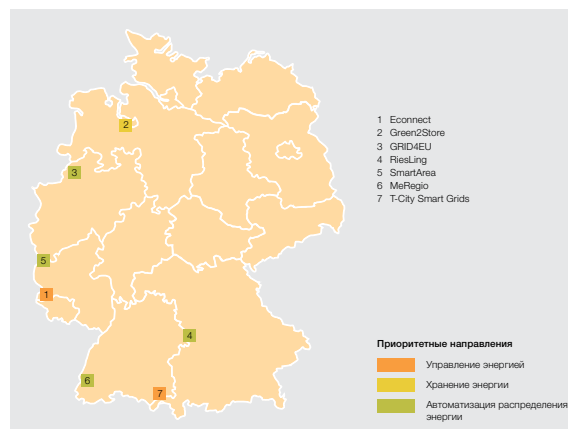 2
3
5
1
4
6
7
1 Econnect
2 Green2Store
3 GRID4EU
4 RiesLing
5 SmartArea
6 MeRegio
7 T-City Smart Grids
Приоритетные направления
Управление энергией
Хранение энергии
Автоматизация распределения
энергии